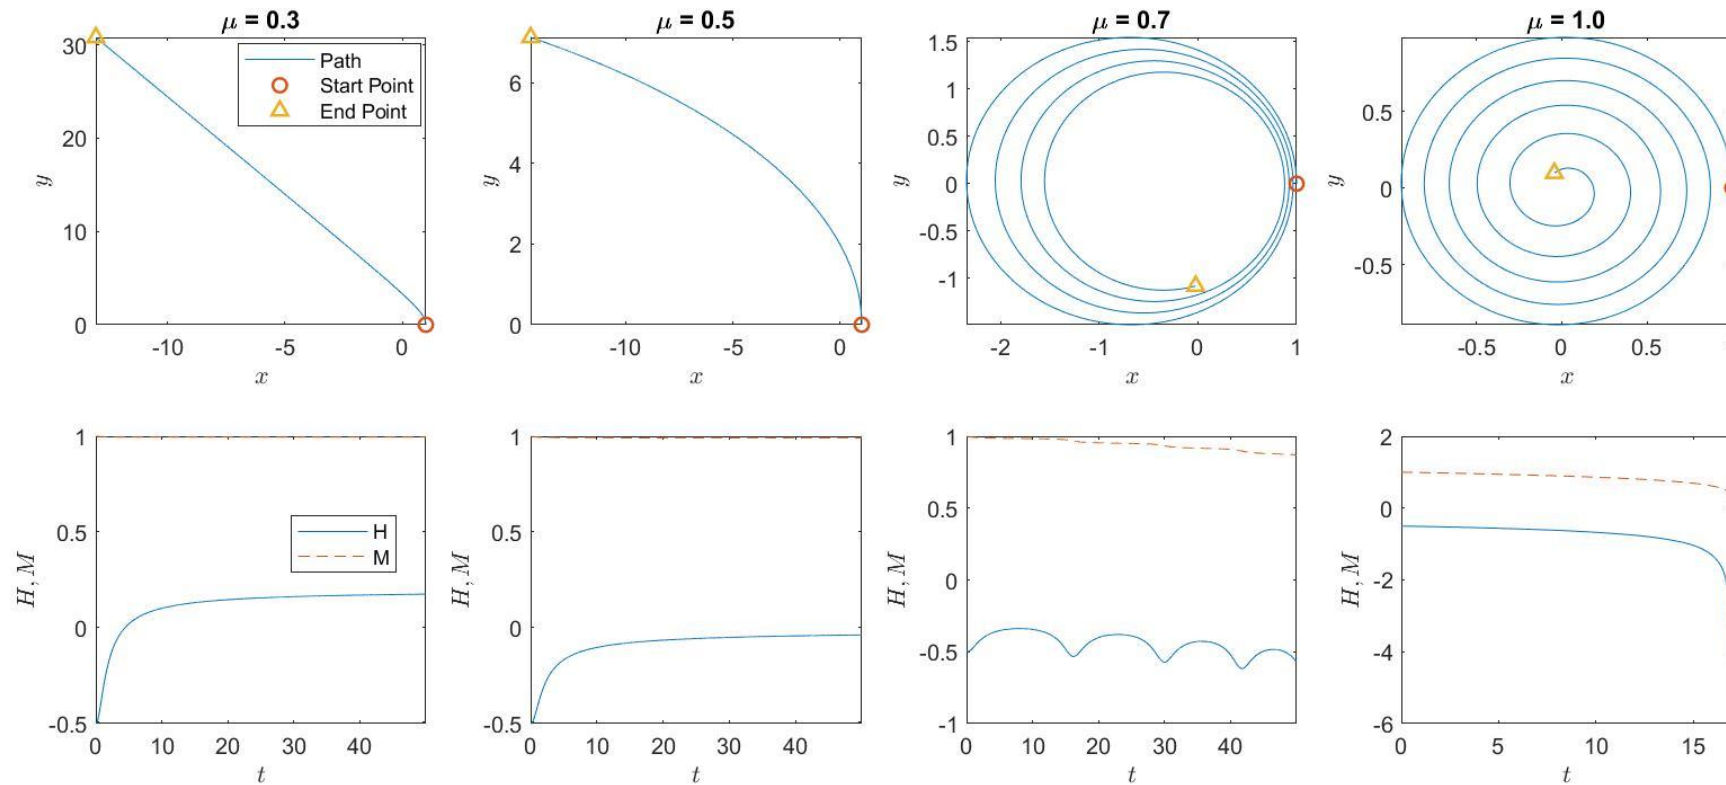 μ = 0.3
30
20
10
0
y
-10
-5
0
x
Path
Start Point
End Point
μ = 0.5
6
4
2
0
y
-10
-5
0
x
μ = 0.7
1.5
1
0.5
0
-0.5
-1
y
-2
-1
0
1
x
μ = 1.0
0.5
0
-0.5
y
-0.5
0
0.5
x
1
0.5
0
-0.5
H, M
0 10 20 30 40
t
H
M
1
0.5
0
-0.5
H, M
0 10 20 30 40
t
1
0.5
0
-0.5
-1
H, M
0 10 20 30 40
t
2
0
-2
-4
-6
H, M
0 5 10 15
t